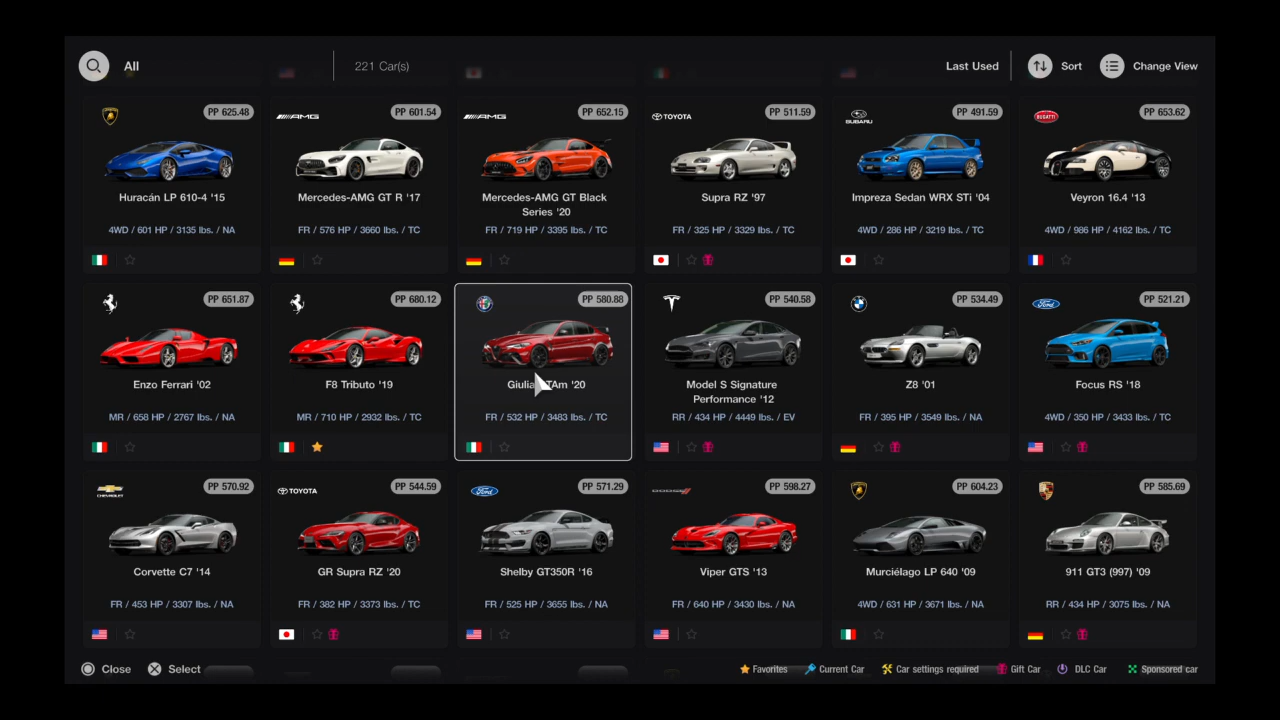 All
221 Car(s)
Last Used
Sort
Change View
PP 625.48
Huracán LP 610-4 '15
4WD / 601 HP / 3135 lbs. / NA
AMG
PP 601.54
Mercedes-AMG GT R '17
FR / 576 HP / 3660 lbs. / TC
AMG
PP 652.15
Mercedes-AMG GT Black
Series '20
FR / 719 HP / 3395 lbs. / TC
TOYOTA
PP 511.59
Supra RZ '97
FR / 325 HP / 3329 lbs. / TC
SUBARU
PP 491.59
Impreza Sedan WRX STi '04
4WD / 286 HP / 3219 lbs. / TC
BUGATTI
PP 653.62
Veyron 16.4 '13
4WD / 986 HP / 4162 lbs. / TC
PP 651.87
Enzo Ferrari '02
MR / 658 HP / 2767 lbs. / NA
PP 680.12
F8 Tributo '19
MR / 710 HP / 2932 lbs. / TC
PP 580.88
Giulia GTAm '20
FR / 532 HP / 3483 lbs. / TC
PP 540.58
Model S Signature
Performance '12
RR / 434 HP / 4449 lbs. / EV
PP 534.49
Z8 '01
FR / 395 HP / 3549 lbs. / NA
Ford
PP 521.21
Focus RS '18
4WD / 350 HP / 3433 lbs. / TC
CHEVROLET
PP 570.92
Corvette C7 '14
FR / 453 HP / 3307 lbs. / NA
TOYOTA
PP 544.59
GR Supra RZ '20
FR / 382 HP / 3373 lbs. / TC
Ford
PP 571.29
Shelby GT350R '16
FR / 525 HP / 3655 lbs. / NA
DODGE
PP 598.27
Viper GTS '13
FR / 640 HP / 3430 lbs. / NA
PP 604.23
Murciélago LP 640 '09
4WD / 631 HP / 3671 lbs. / NA
PP 585.69
911 GT3 (997) '09
RR / 434 HP / 3075 lbs. / NA
Close
Select
Favorites
Current Car
Car settings required
Gift Car
DLC Car
Sponsored car